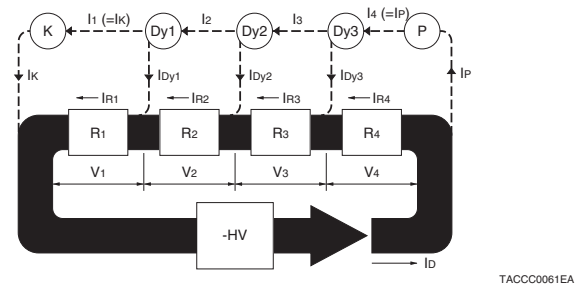 K I1 (=IK) Dy1 I2 Dy2 I3 Dy3 I4 (=IP) P
IK IDy1 IDy2 IDy3 IP
IR1 IR2 IR3 IR4
R1 R2 R3 R4
V1 V2 V3 V4
-HV
ID
TACCC0061EA